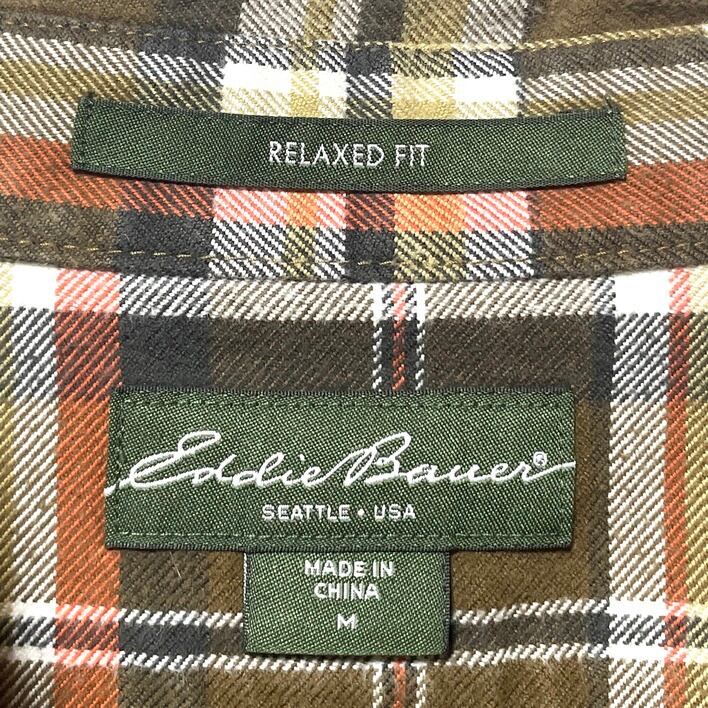 RELAXED FIT
Eddie Bauer®
SEATTLE • USA
MADE IN
CHINA
M